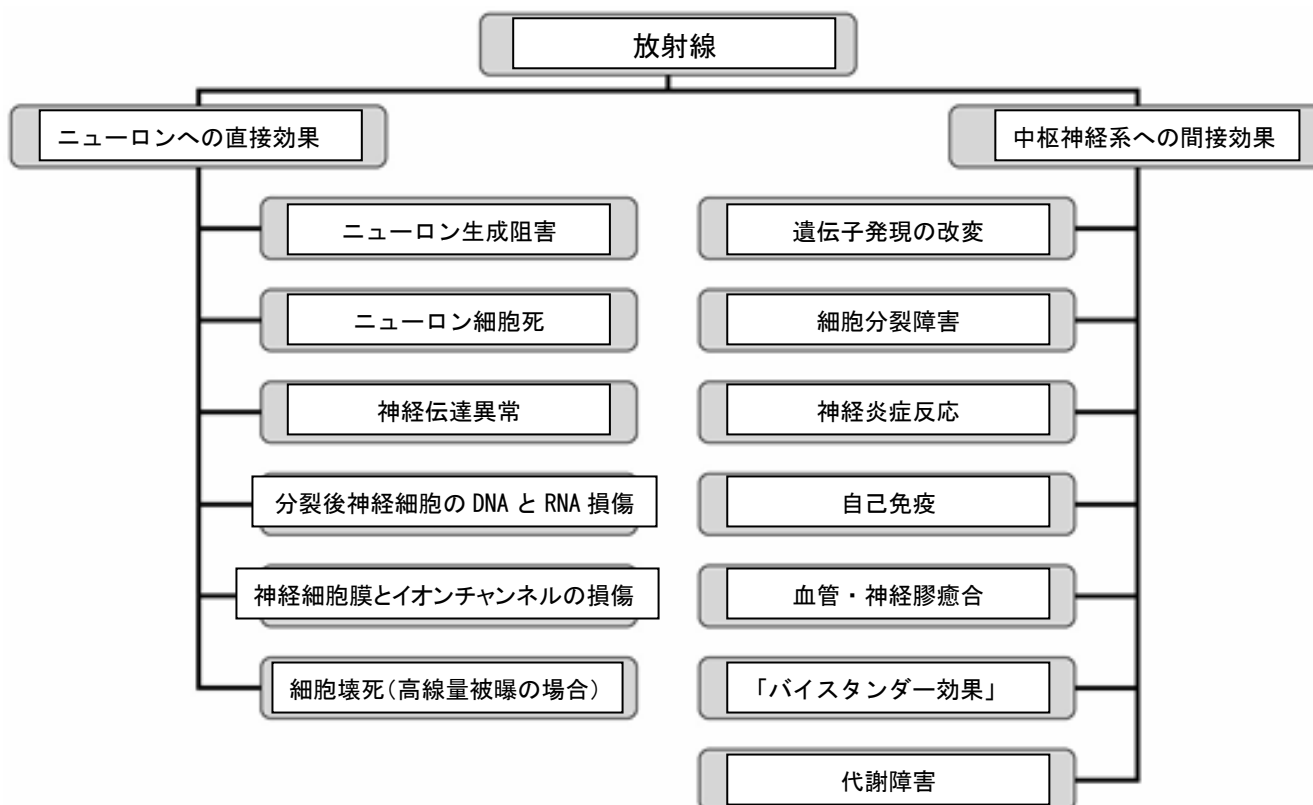 放射線
ニューロンへの直接効果
中枢神経系への間接効果
ニューロン生成阻害
遺伝子発現の改変
ニューロン細胞死
細胞分裂障害
神経伝達異常
神経炎症反応
分裂後神経細胞の DNA と RNA 損傷
自己免疫
神経細胞膜とイオンチャンネルの損傷
血管・神経膠癒合
細胞壊死（高線量被曝の場合）
「バイスタンダー効果」
代謝障害